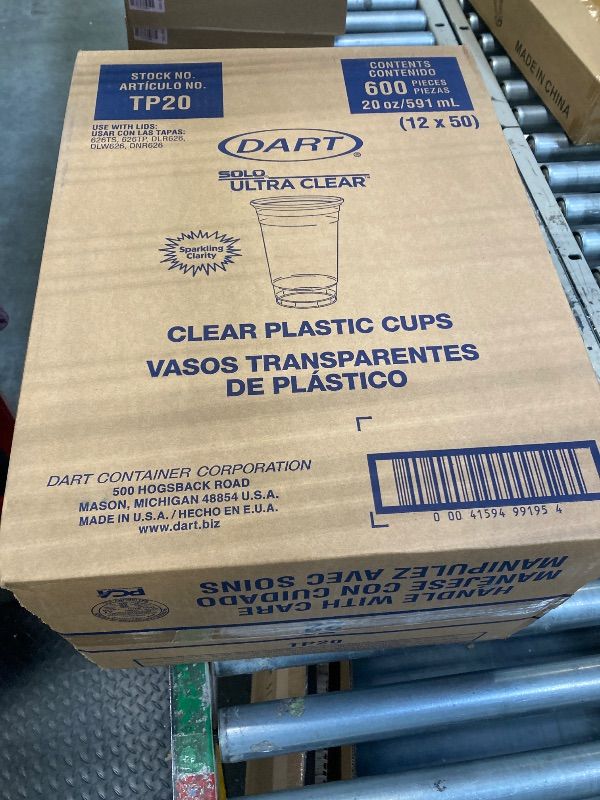 MADE IN CHINA
STOCK NO.
ARTÍCULO NO.
TP20
CONTENTS
CONTENIDO
600 PIECES
PIEZAS
20 oz/591 mL
(12 x 50)
USE WITH LIDS:
USAR CON LAS TAPAS:
626TS, 626TP, DLR626,
DLW626, DNR626
DART®
SOLO
ULTRA CLEAR™
Sparkling
Clarity
CLEAR PLASTIC CUPS
VASOS TRANSPARENTES
DE PLÁSTICO
DART CONTAINER CORPORATION
500 HOGSBACK ROAD
MASON, MICHIGAN 48854 U.S.A.
MADE IN U.S.A. / HECHO EN E.U.A.
www.dart.biz
0 00 41594 99195 4
HANDLE WITH CARE
MANÉJESE CON CUIDADO
MANIPULEZ AVEC SOINS
PCA
TP20